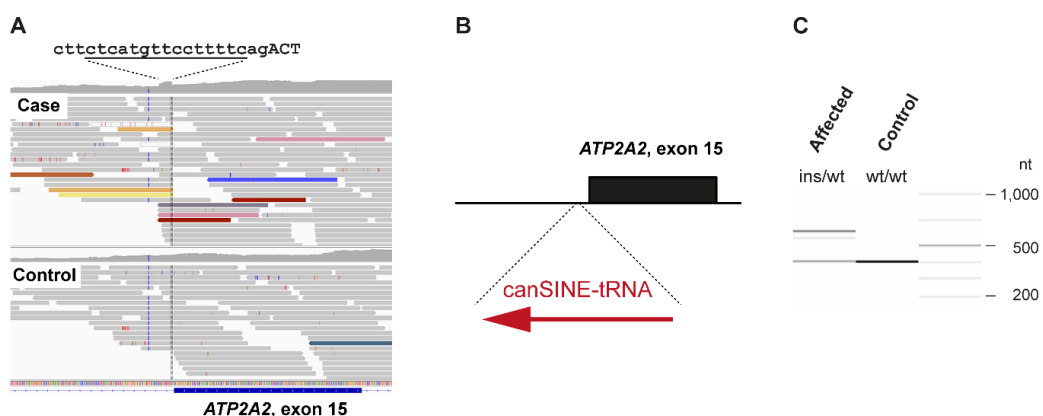 A
cttctcatgttccttttcagACT
Case
Control
ATP2A2, exon 15
B
ATP2A2, exon 15
canSINE-tRNA
C
Affected
Control
ins/wt wt/wt
nt
1,000
500
200